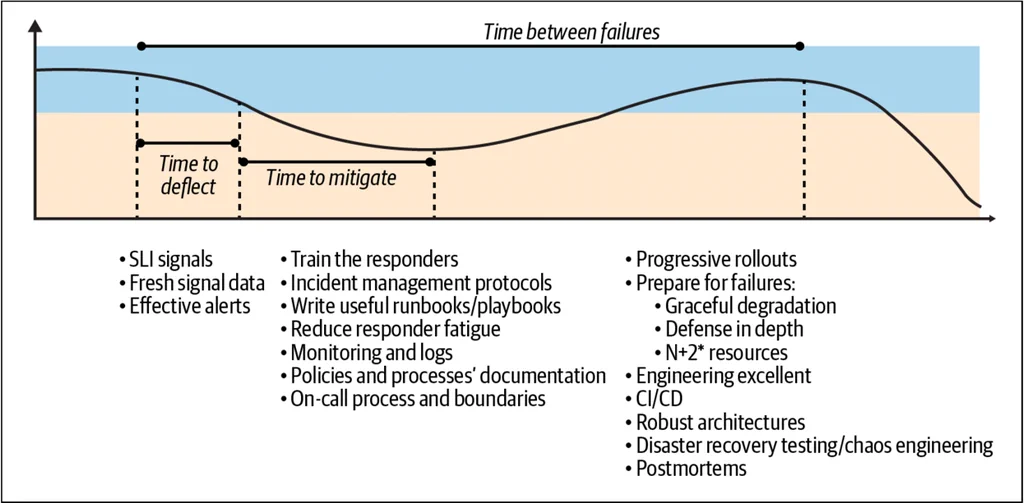 Time between failures
Time to
deflect
Time to mitigate
• SLI signals
• Fresh signal data
• Effective alerts
• Train the responders
• Incident management protocols
• Write useful runbooks/playbooks
• Reduce responder fatigue
• Monitoring and logs
• Policies and processes' documentation
• On-call process and boundaries
• Progressive rollouts
• Prepare for failures:
• Graceful degradation
• Defense in depth
• N+2* resources
• Engineering excellent
• CI/CD
• Robust architectures
• Disaster recovery testing/chaos engineering
• Postmortems